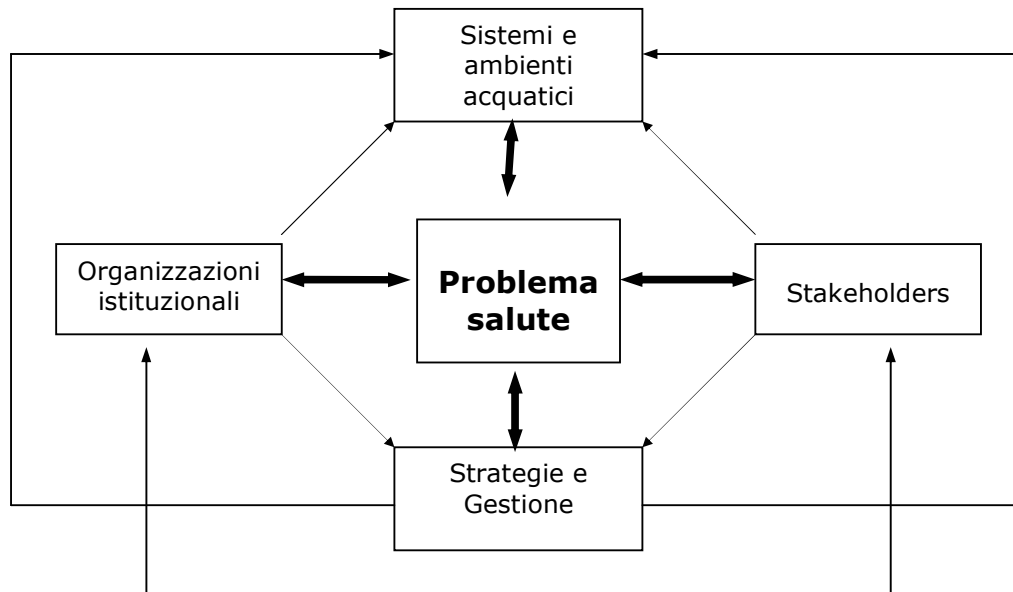 Sistemi e
ambienti
acquatici
Organizzazioni
istituzionali
Problema
salute
Stakeholders
Strategie e
Gestione